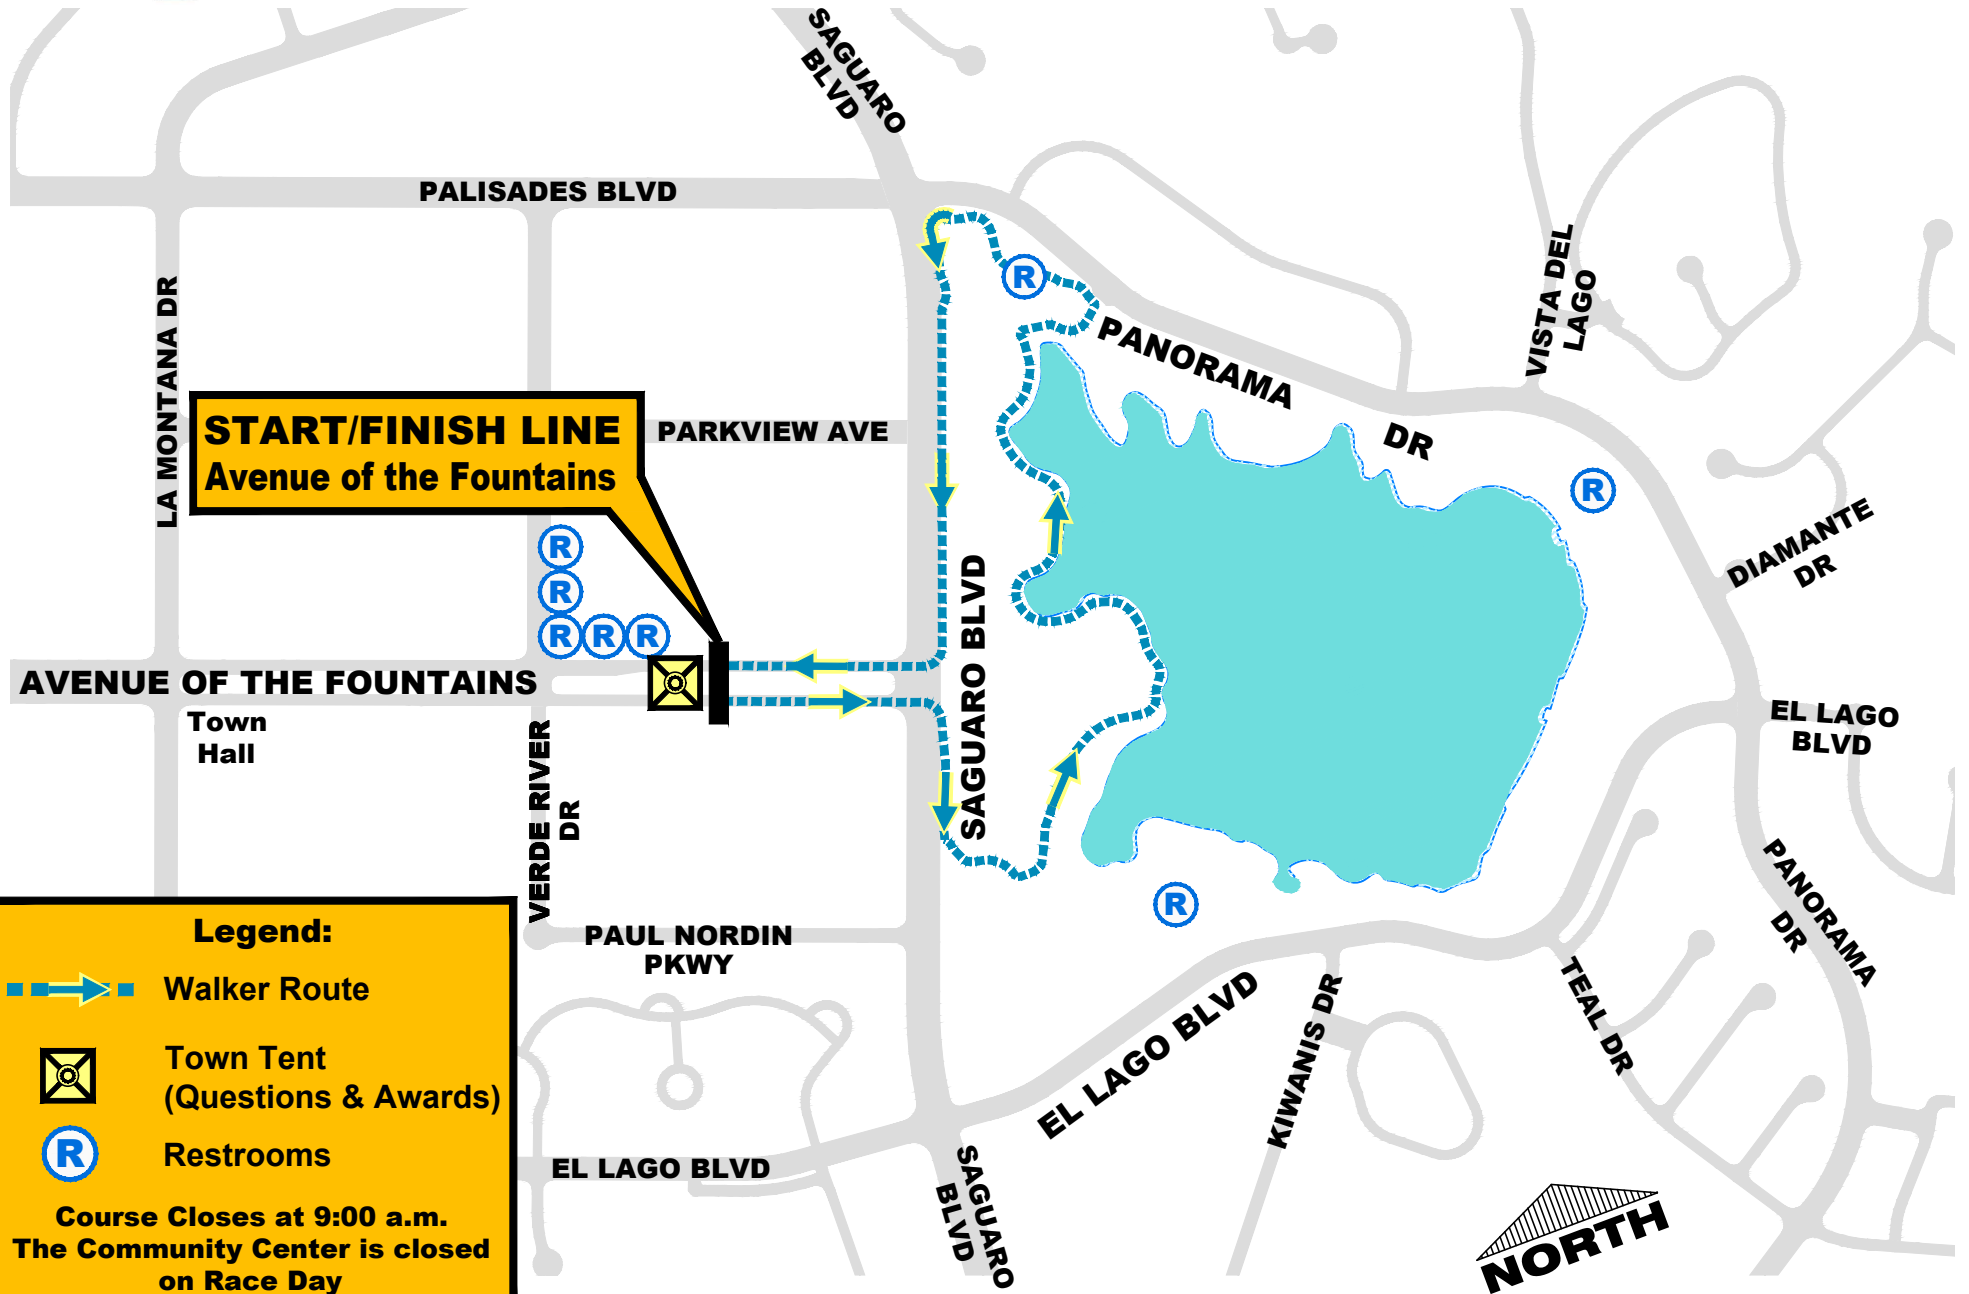 SAGUARO
BLVD
PALISADES BLVD
LA MONTANA DR
VISTA DEL
LAGO
PANORAMA
DR
R
START/FINISH LINE
Avenue of the Fountains
PARKVIEW AVE
R
R
R
R R R
DIAMANTE
DR
SAGUARO BLVD
AVENUE OF THE FOUNTAINS
Town
Hall
EL LAGO
BLVD
VERDE RIVER
DR
PANORAMA
DR
R
PAUL NORDIN
PKWY
EL LAGO BLVD
KIWANIS DR
TEAL DR
EL LAGO BLVD
SAGUARO
BLVD
NORTH
Legend:
Walker Route
Town Tent
(Questions & Awards)
R Restrooms
Course Closes at 9:00 a.m.
The Community Center is closed
on Race Day